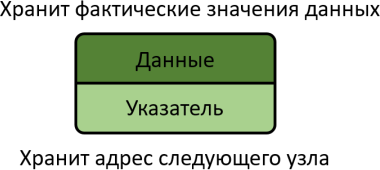 Хранит фактические значения данных
Данные
Указатель
Хранит адрес следующего узла